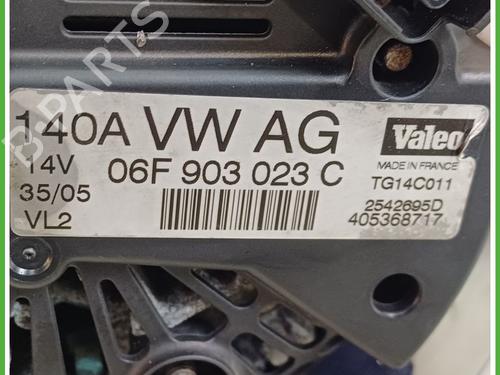 140A VW AG
Valeo
14V
06F 903 023 C
MADE IN FRANCE
35/05
TG14C011
VL2
2542695D
405368717
B-PARTS